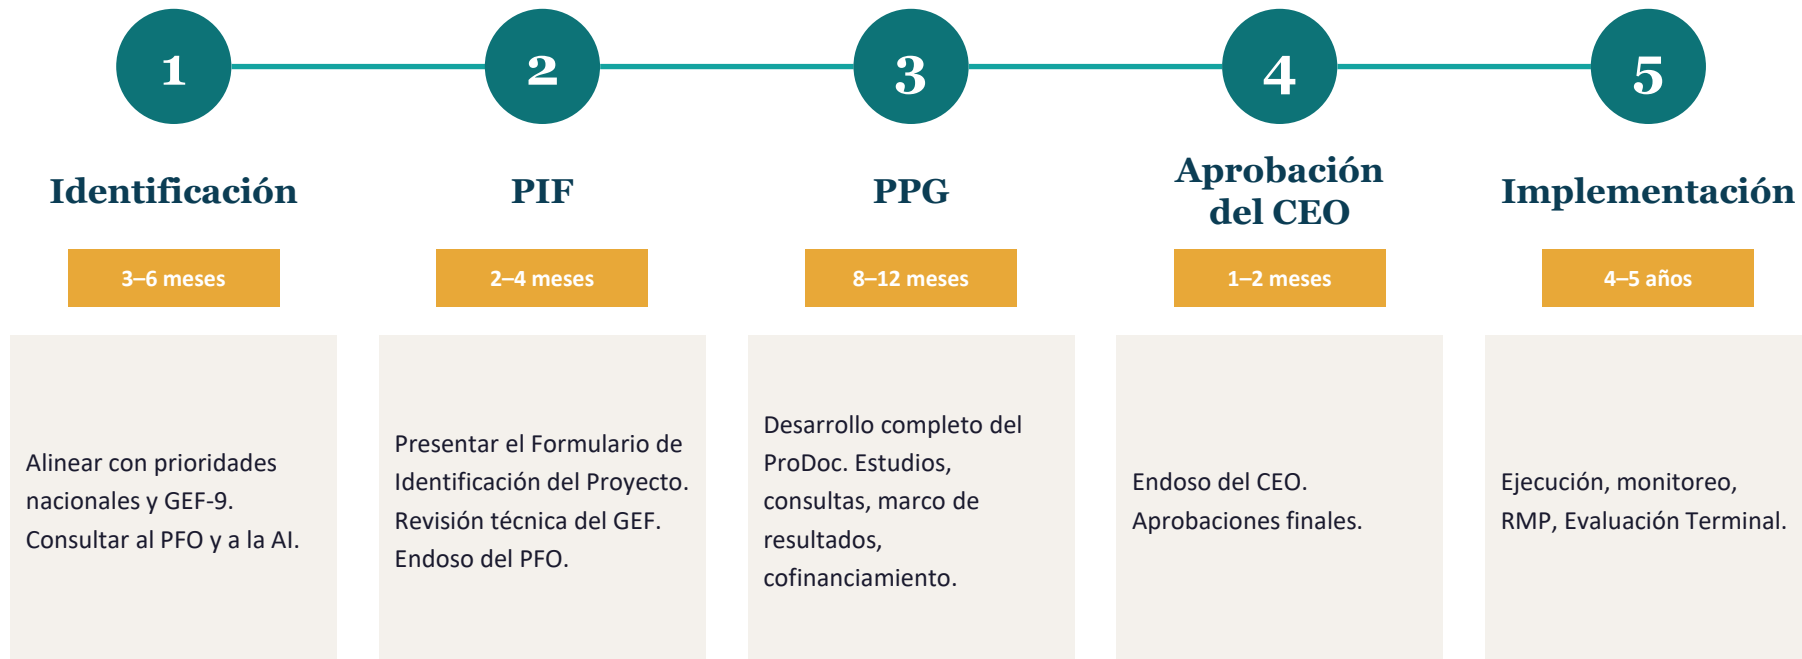 1
Identificación
3–6 meses
Alinear con prioridades
nacionales y GEF-9.
Consultar al PFO y a la AI.
2
PIF
2–4 meses
Presentar el Formulario de
Identificación del Proyecto.
Revisión técnica del GEF.
Endoso del PFO.
3
PPG
8–12 meses
Desarrollo completo del
ProDoc. Estudios,
consultas, marco de
resultados,
cofinanciamiento.
4
Aprobación
del CEO
1–2 meses
Endoso del CEO.
Aprobaciones finales.
5
Implementación
4–5 años
Ejecución, monitoreo,
RMP, Evaluación Terminal.